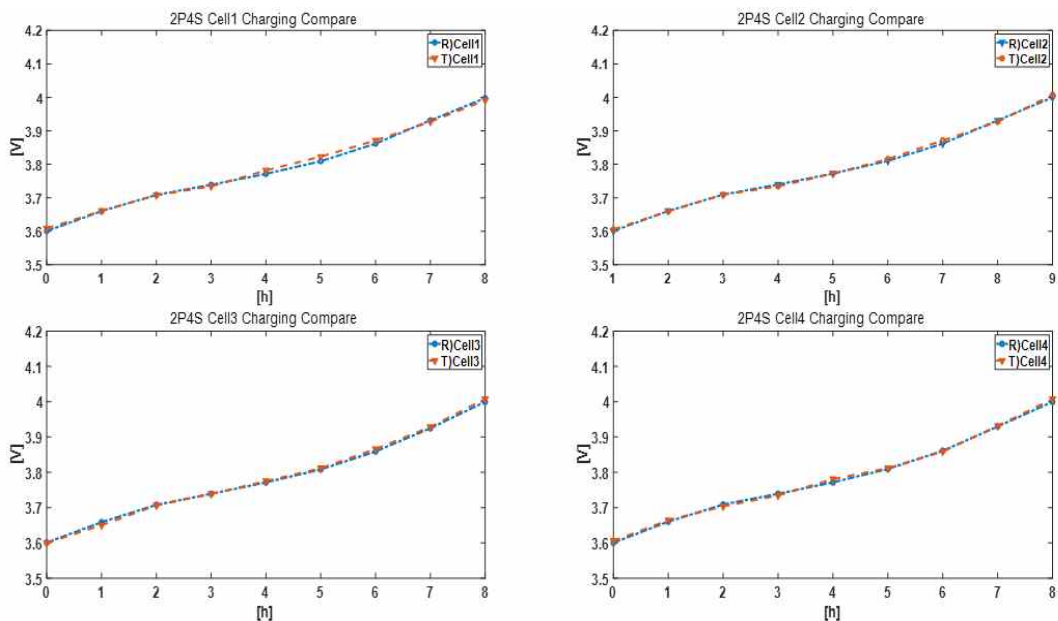 2P4S Cell1 Charging Compare
4.2
4.1
4
3.9
3.8
3.7
3.6
3.5
[V]
R)Cell1
T)Cell1
0 1 2 3 4 5 6 7 8
[h]
2P4S Cell2 Charging Compare
4.2
4.1
4
3.9
3.8
3.7
3.6
3.5
[V]
R)Cell2
T)Cell2
1 2 3 4 5 6 7 8 9
[h]
2P4S Cell3 Charging Compare
4.2
4.1
4
3.9
3.8
3.7
3.6
3.5
[V]
R)Cell3
T)Cell3
0 1 2 3 4 5 6 7 8
[h]
2P4S Cell4 Charging Compare
4.2
4.1
4
3.9
3.8
3.7
3.6
3.5
[V]
R)Cell4
T)Cell4
0 1 2 3 4 5 6 7 8
[h]